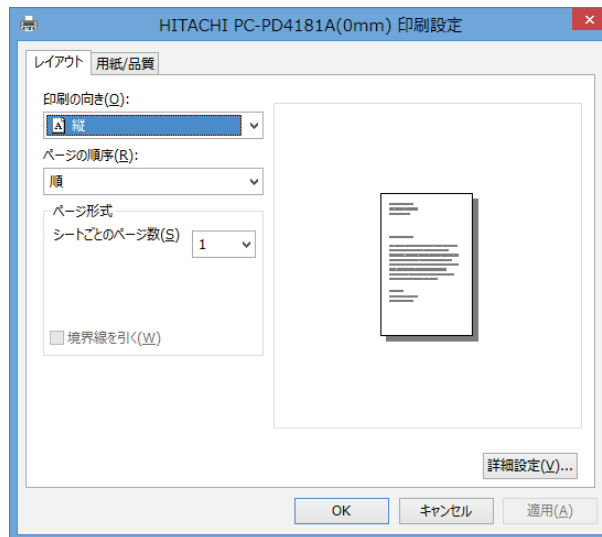 HITACHI PC-PD4181A(0mm) 印刷設定
レイアウト 用紙/品質
印刷の向き(O):
縦
ページの順序(R):
順
ページ形式
シートごとのページ数(S) 1
境界線を引く(W)
詳細設定(V)...
OK キャンセル 適用(A)